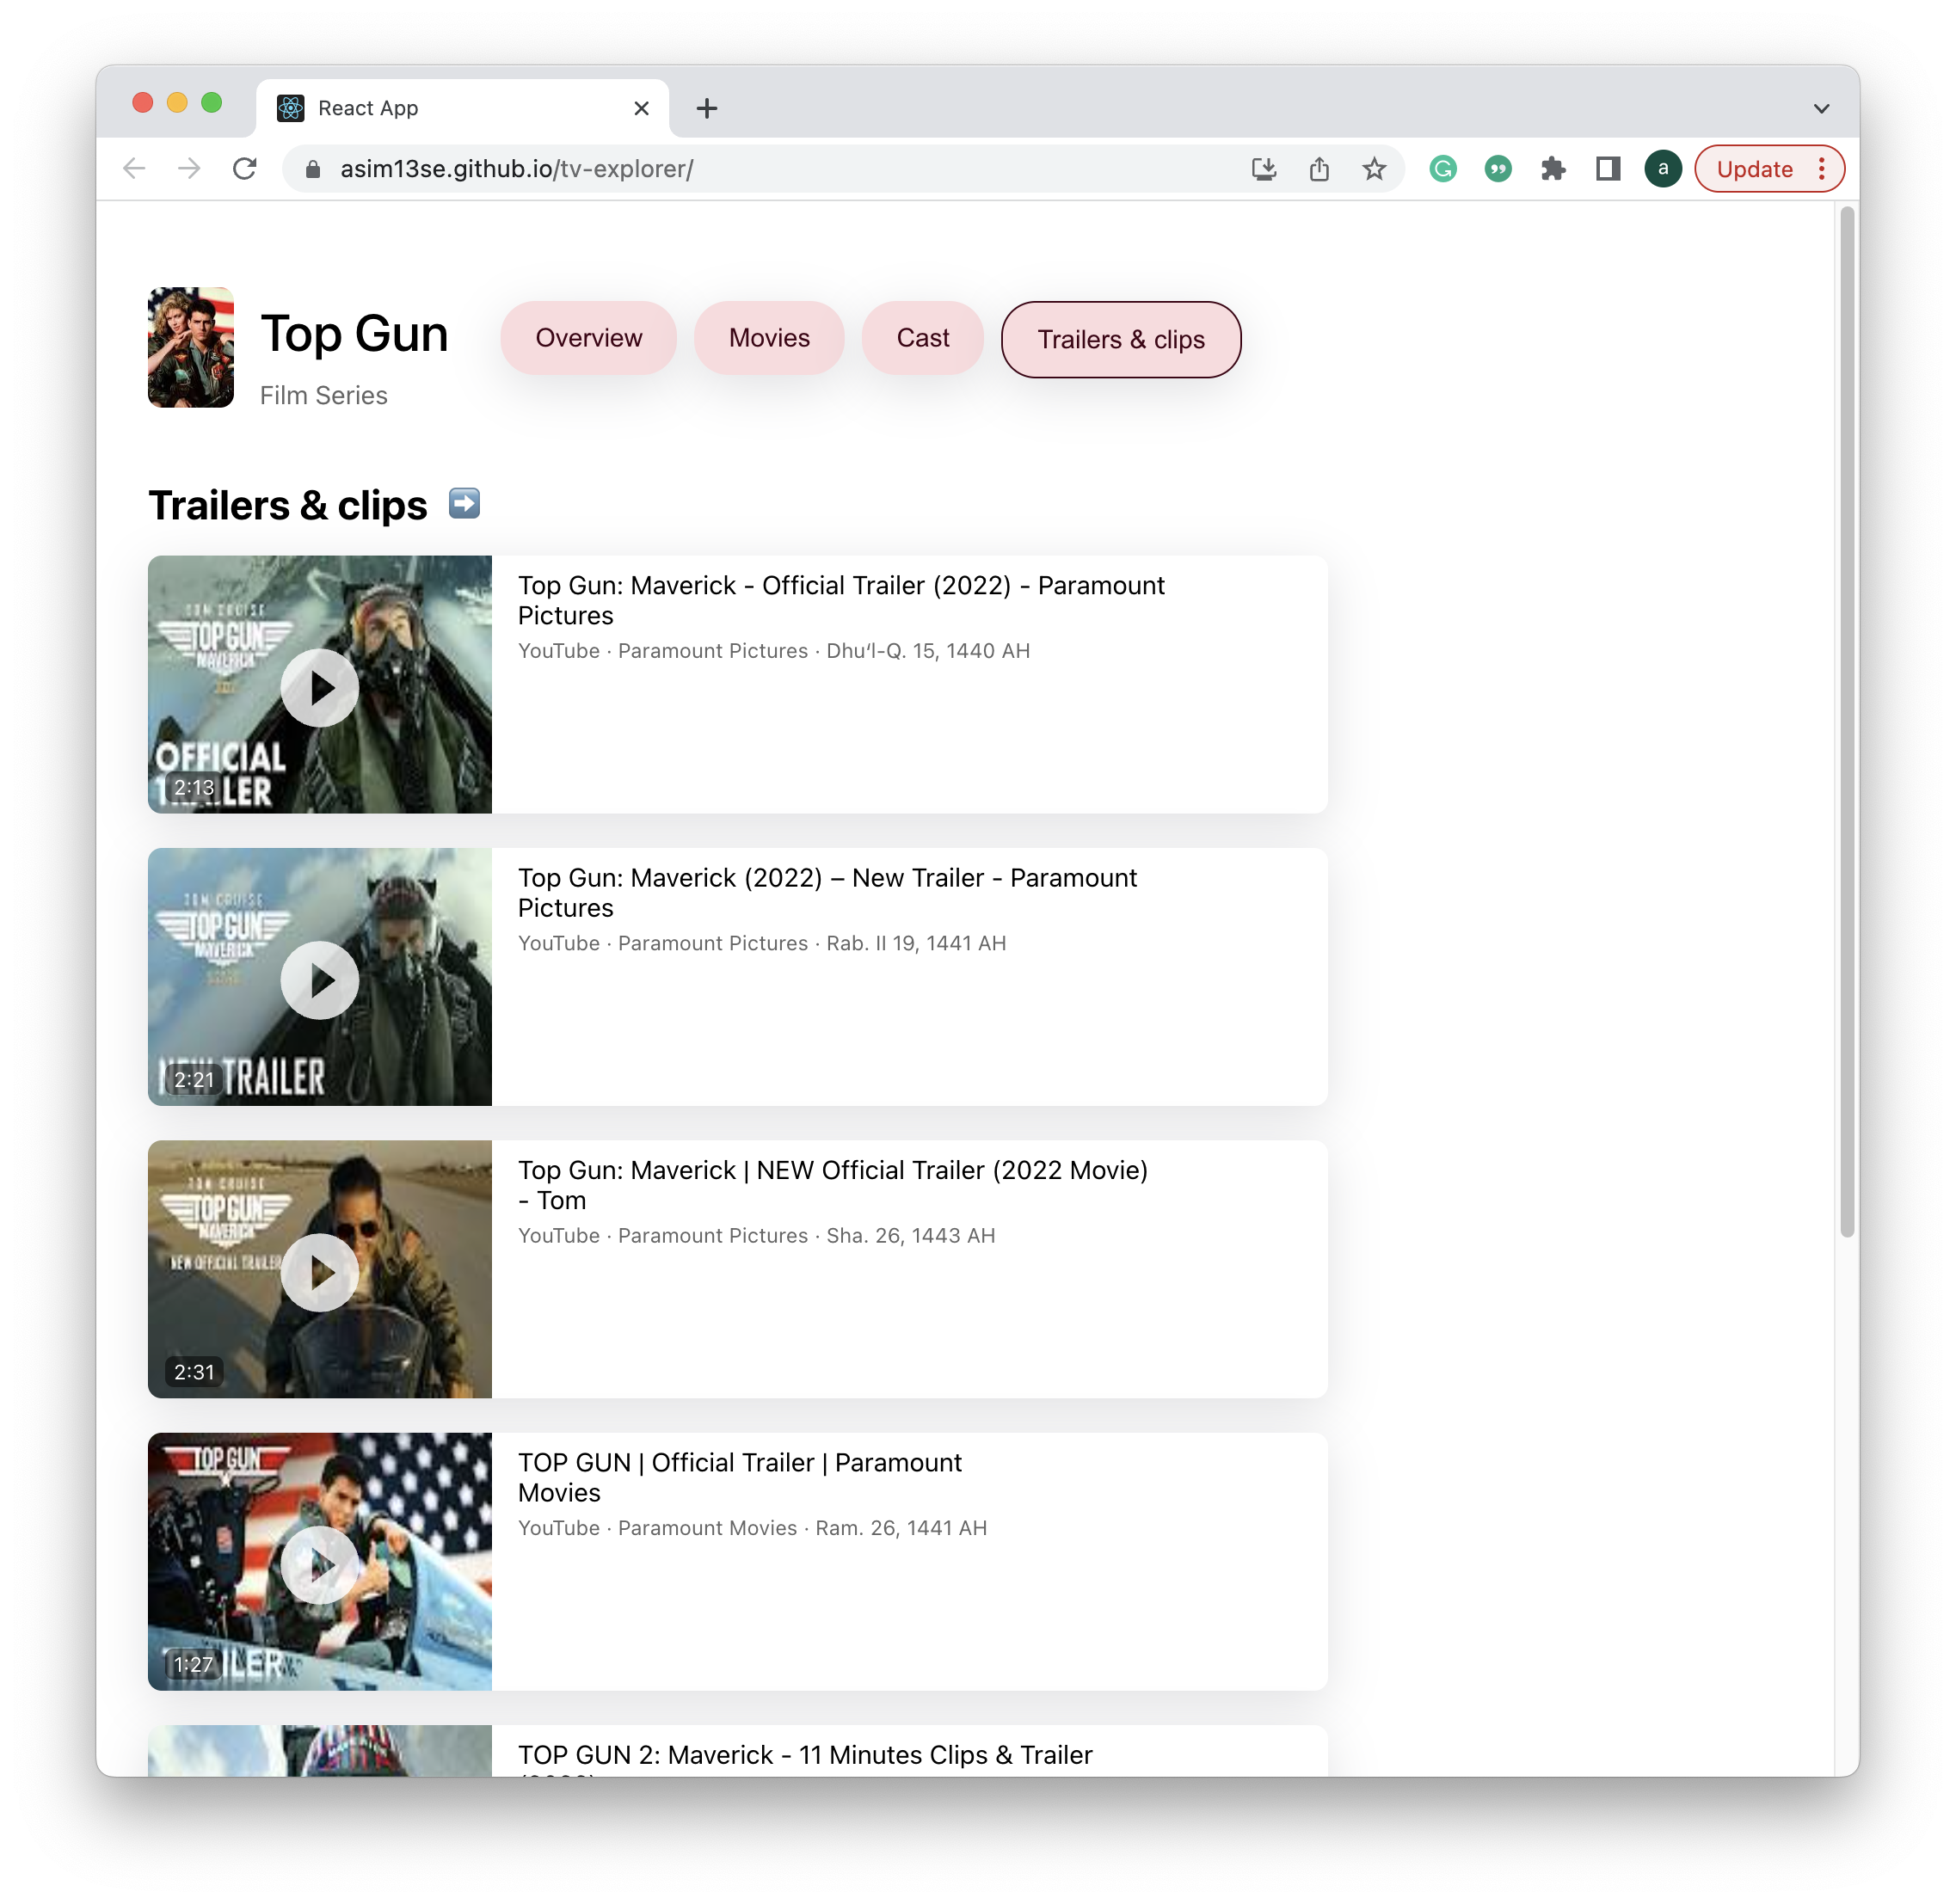 React App
asim13se.github.io/tv-explorer/
a
Update
Top Gun
Film Series
Overview
Movies
Cast
Trailers & clips
Trailers & clips
TOM CRUISE
TOP GUN
MAVERICK
OFFICIAL
TRAILER
2:13
Top Gun: Maverick - Official Trailer (2022) - Paramount
Pictures
YouTube · Paramount Pictures · Dhuʻl-Q. 15, 1440 AH
TOM CRUISE
TOP GUN
MAVERICK
NEW TRAILER
2:21
Top Gun: Maverick (2022) – New Trailer - Paramount
Pictures
YouTube · Paramount Pictures · Rab. II 19, 1441 AH
TOM CRUISE
TOP GUN
MAVERICK
NEW OFFICIAL TRAILER
2:31
Top Gun: Maverick | NEW Official Trailer (2022 Movie)
- Tom
YouTube · Paramount Pictures · Sha. 26, 1443 AH
TOP GUN
TRAILER
1:27
TOP GUN | Official Trailer | Paramount
Movies
YouTube · Paramount Movies · Ram. 26, 1441 AH
TOP GUN 2: Maverick - 11 Minutes Clips & Trailer